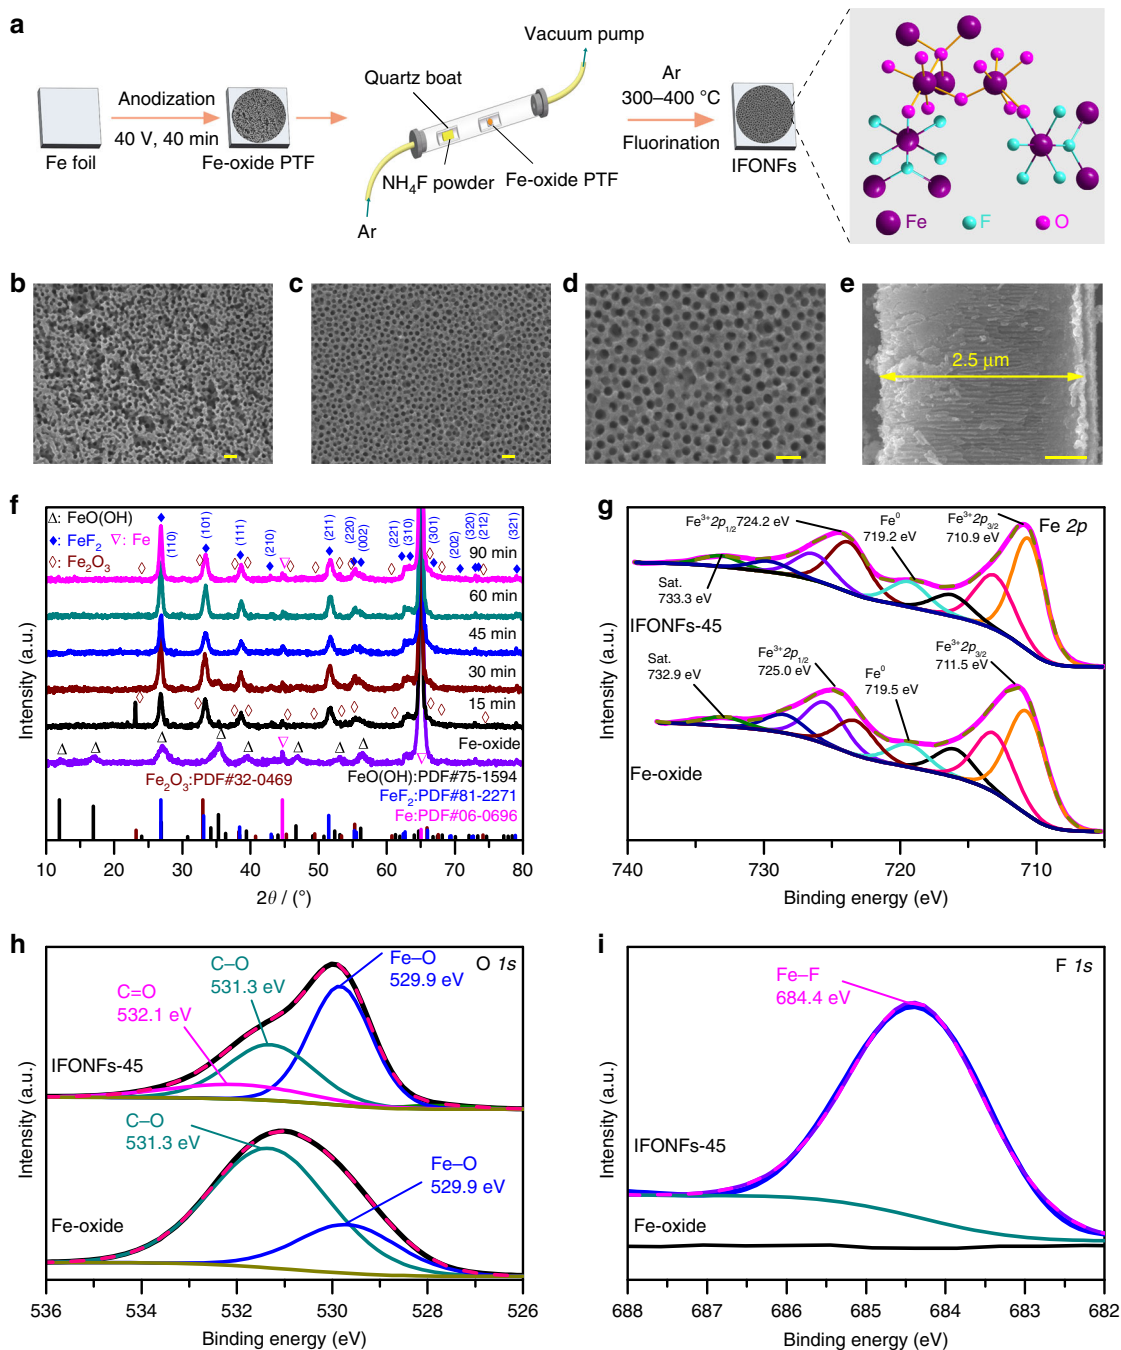 a
Vacuum pump
Quartz boat
Anodization
40 V, 40 min
Ar
300–400 °C
Fluorination
Fe foil
Fe-oxide PTF
NH4F powder
Fe-oxide PTF
IFONFs
Ar
Fe
F
O
b
c
d
e
2.5 μm
f
△: FeO(OH)
◆: FeF2 ▽: Fe
◇: Fe2O3
(110)
(101)
(111)
(210)
(211)
(220)
(002)
(221)
(310)
(301)
(202)
(320)
(212)
(321)
90 min
60 min
45 min
30 min
15 min
Fe-oxide
Fe2O3:PDF#32-0469
FeO(OH):PDF#75-1594
FeF2:PDF#81-2271
Fe:PDF#06-0696
Intensity (a.u.)
10 20 30 40 50 60 70 80
2θ / (°)
g
Fe 2p
Fe3+2p1/2 724.2 eV
Fe0
719.2 eV
Fe3+2p3/2
710.9 eV
Sat.
733.3 eV
IFONFs-45
Sat.
732.9 eV
Fe3+2p1/2
725.0 eV
Fe0
719.5 eV
Fe3+2p3/2
711.5 eV
Fe-oxide
Intensity (a.u.)
740 730 720 710
Binding energy (eV)
h
O 1s
Fe–O
529.9 eV
C–O
531.3 eV
C=O
532.1 eV
IFONFs-45
C–O
531.3 eV
Fe–O
529.9 eV
Fe-oxide
Intensity (a.u.)
536 534 532 530 528 526
Binding energy (eV)
i
F 1s
Fe–F
684.4 eV
IFONFs-45
Fe-oxide
Intensity (a.u.)
688 687 686 685 684 683 682
Binding energy (eV)